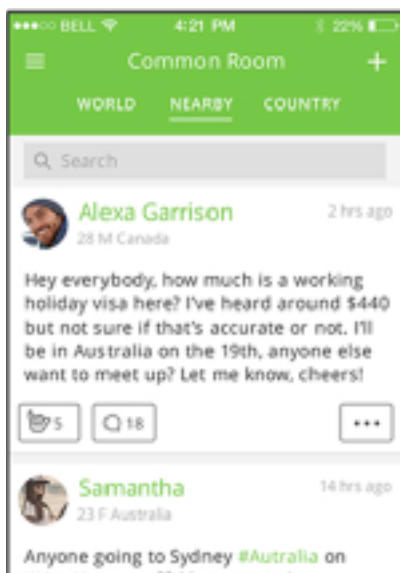 BELL 4:21 PM 22%
Common Room +
WORLD NEARBY COUNTRY
Search
Alexa Garrison 2 hrs ago
28 M Canada
Hey everybody, how much is a working
holiday visa here? I've heard around $440
but not sure if that's accurate or not. I'll
be in Australia on the 19th, anyone else
want to meet up? Let me know, cheers!
5 18 ...
Samantha 14 hrs ago
23 F Australia
Anyone going to Sydney #Autralia on